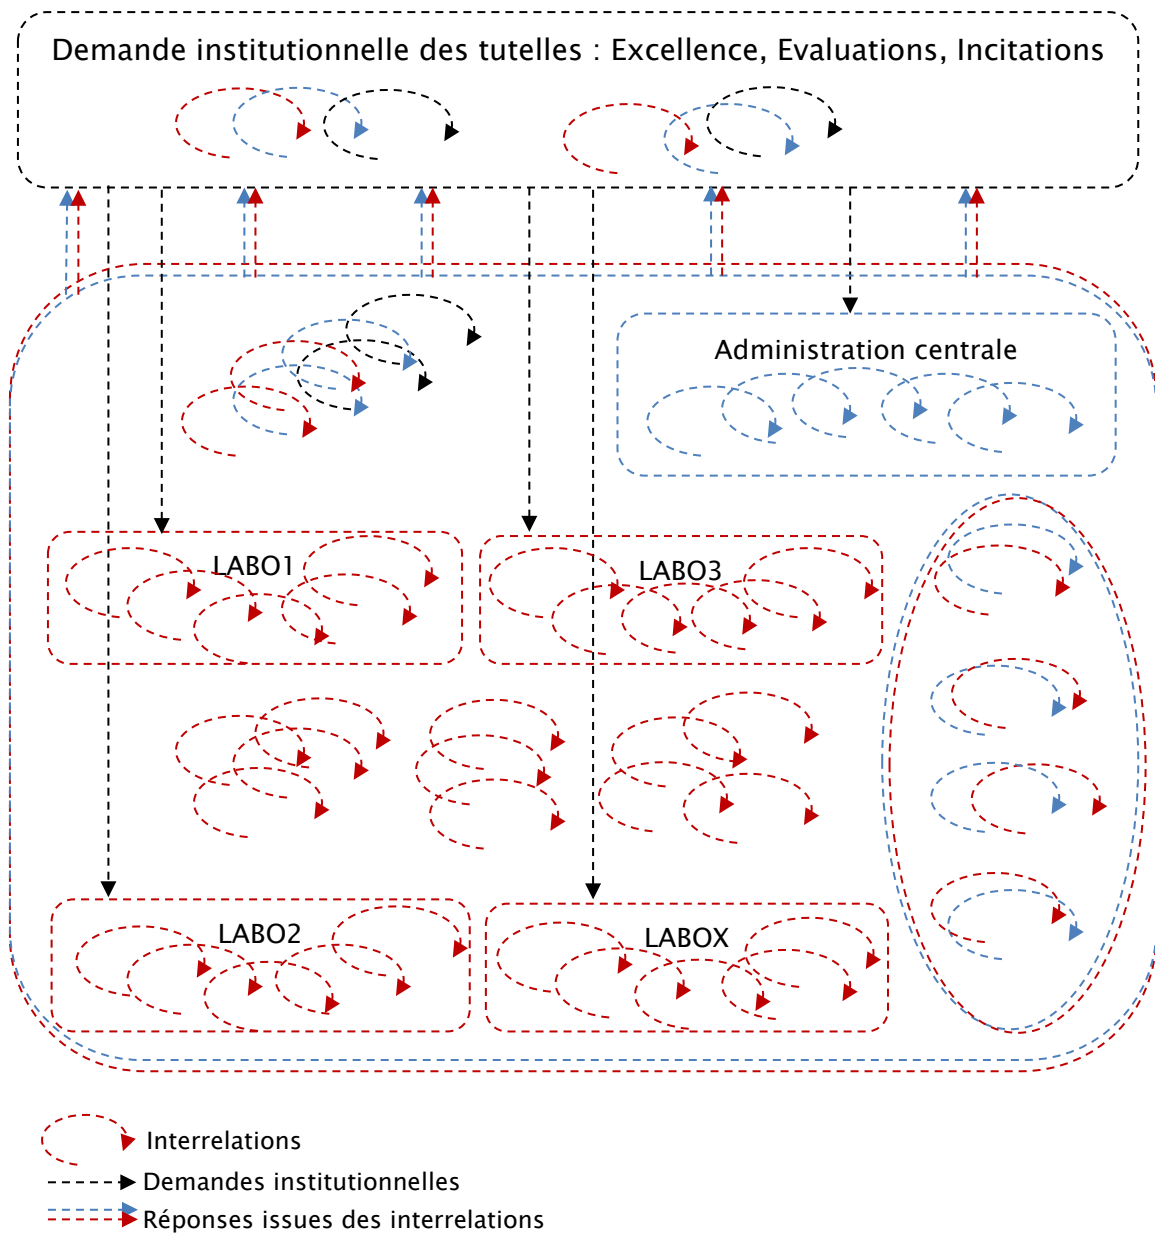 Demande institutionnelle des tutelles : Excellence, Evaluations, Incitations
Administration centrale
LABO1
LABO3
LABO2
LABOX
Interrelations
Demandes institutionnelles
Réponses issues des interrelations